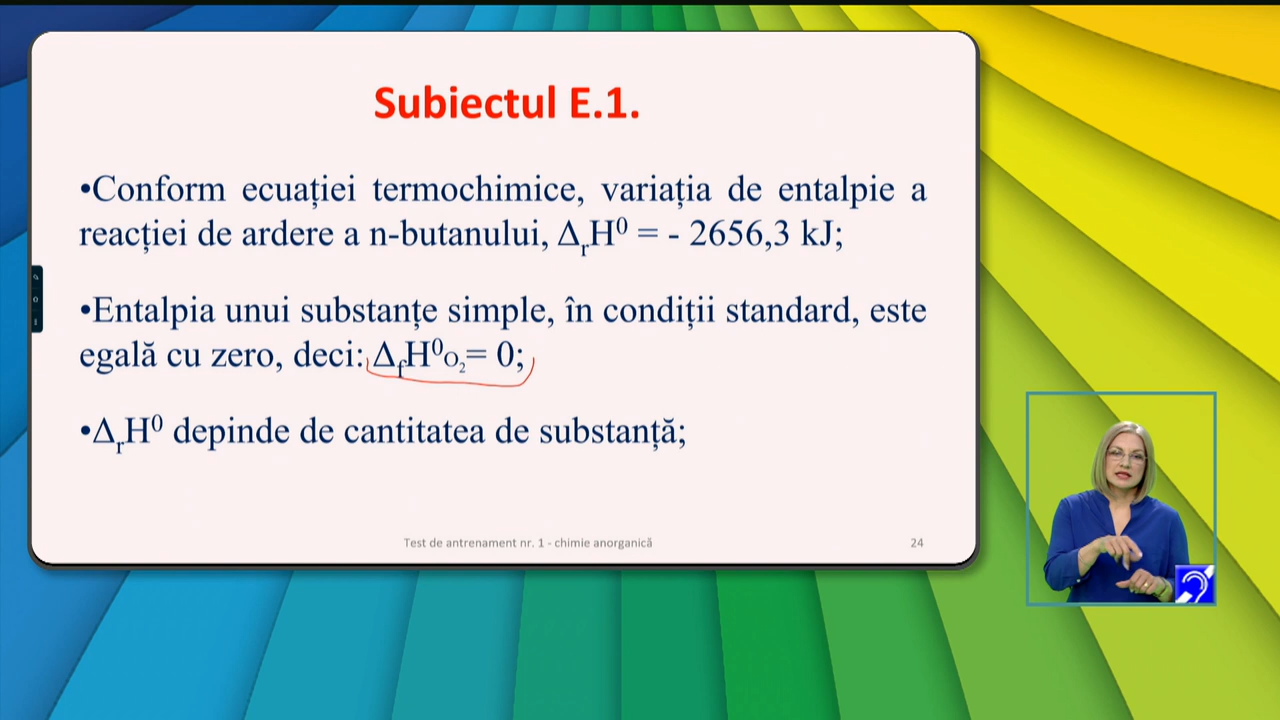 Subiectul E.1.
•Conform ecuației termochimice, variația de entalpie a
reacției de ardere a n-butanului, ΔrH⁰ = - 2656,3 kJ;
•Entalpia unui substanțe simple, în condiții standard, este
egală cu zero, deci: ΔfH⁰O₂= 0;
•ΔrH⁰ depinde de cantitatea de substanță;
Test de antrenament nr. 1 - chimie anorganică
24